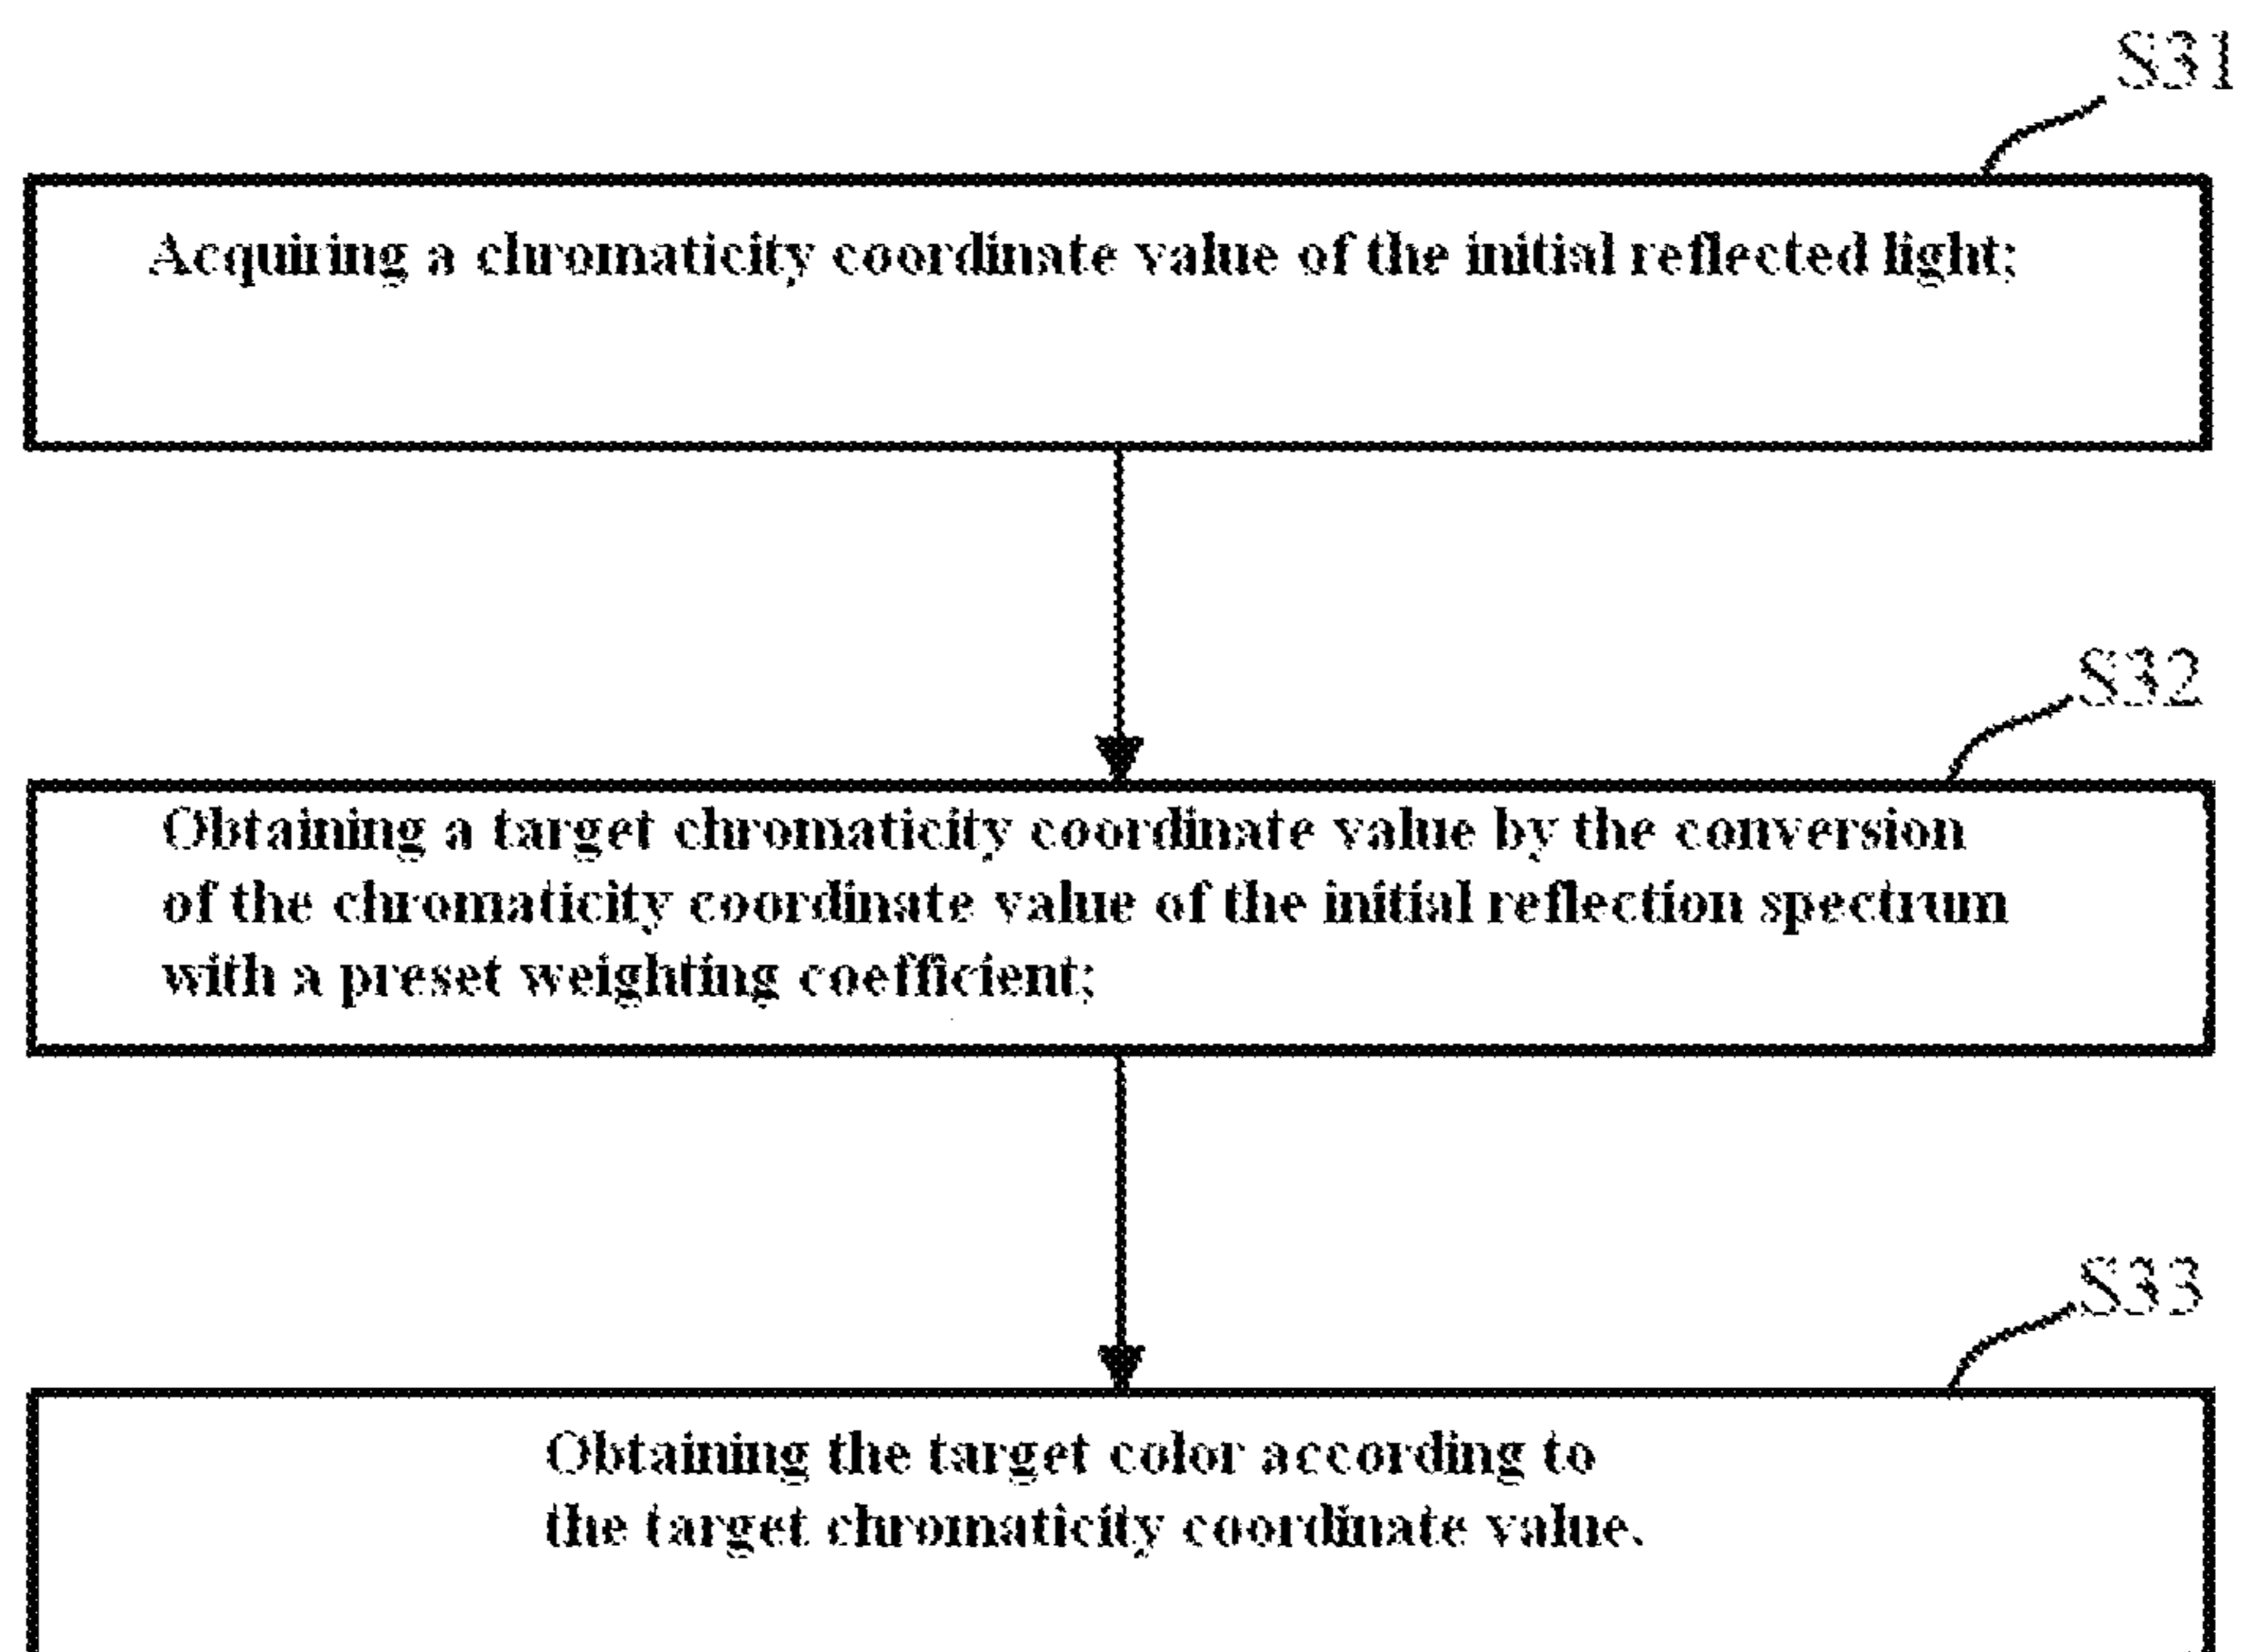 S31
Acquiring a chromaticity coordinate value of the initial reflected light;
S32
Obtaining a target chromaticity coordinate value by the conversion
of the chromaticity coordinate value of the initial reflection spectrum
with a preset weighting coefficient;
S33
Obtaining the target color according to
the target chromaticity coordinate value.